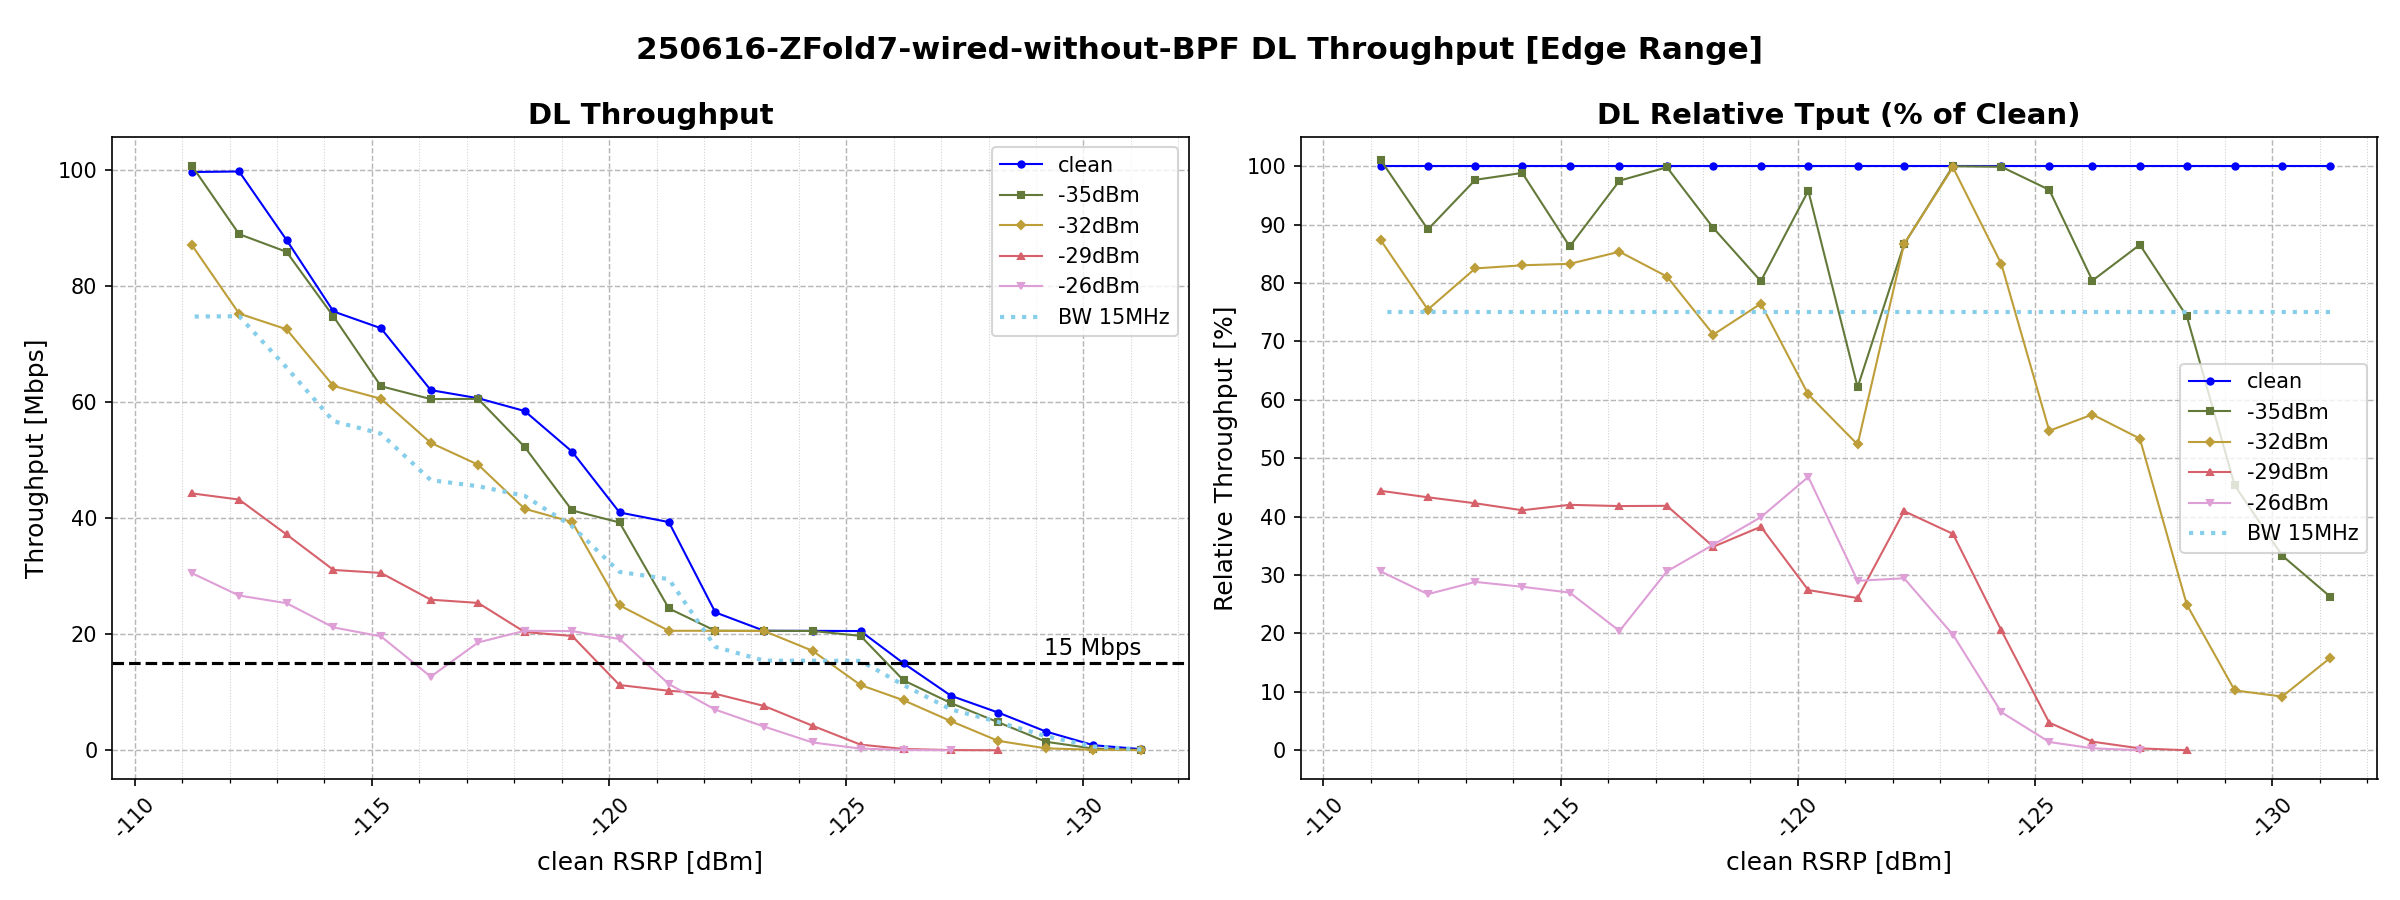 250616-ZFold7-wired-without-BPF DL Throughput [Edge Range]
DL Throughput
Throughput [Mbps]
100
80
60
40
20
0
clean
-35dBm
-32dBm
-29dBm
-26dBm
BW 15MHz
15 Mbps
-110
-115
-120
-125
-130
clean RSRP [dBm]
DL Relative Tput (% of Clean)
Relative Throughput [%]
100
90
80
70
60
50
40
30
20
10
0
clean
-35dBm
-32dBm
-29dBm
-26dBm
BW 15MHz
-110
-115
-120
-125
-130
clean RSRP [dBm]